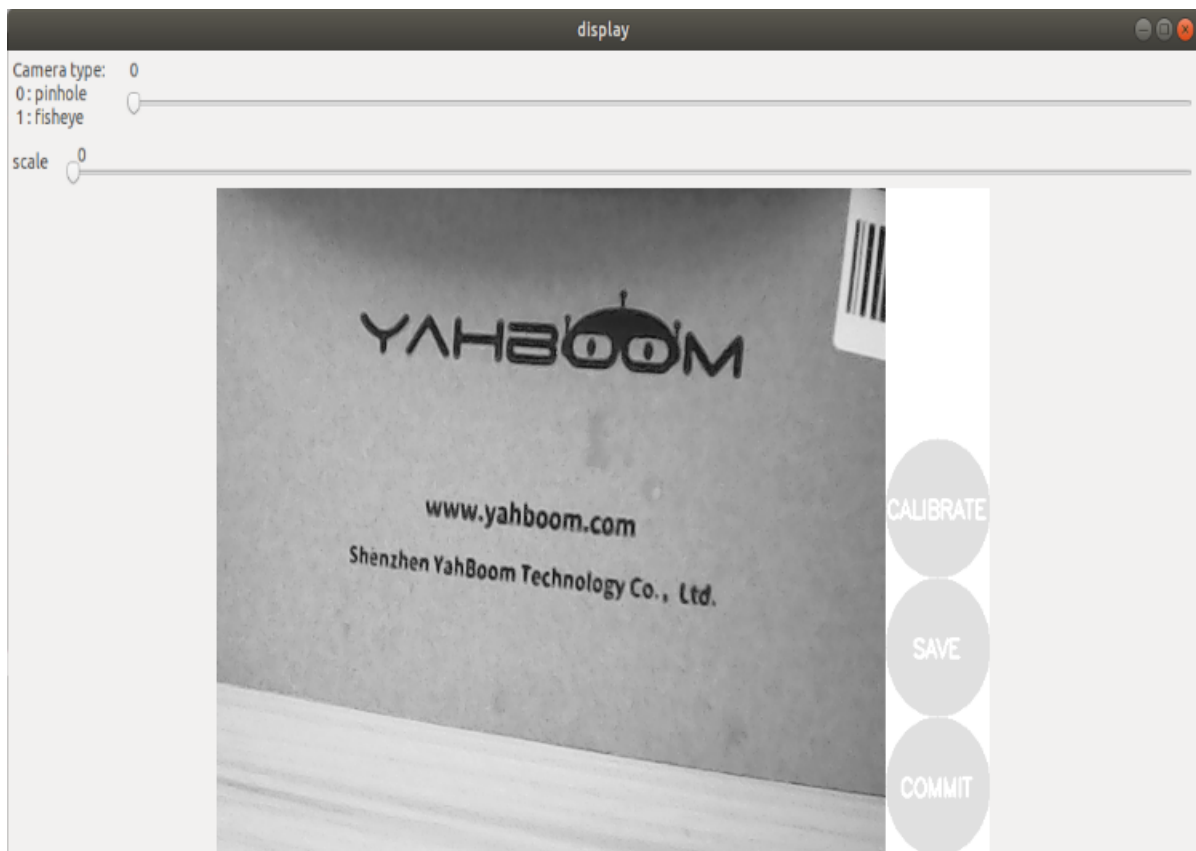 display
Camera type: 0
0 : pinhole
1 : fisheye
scale 0
YAHBOOM
www.yahboom.com
Shenzhen YahBoom Technology Co., Ltd.
CALIBRATE
SAVE
COMMIT